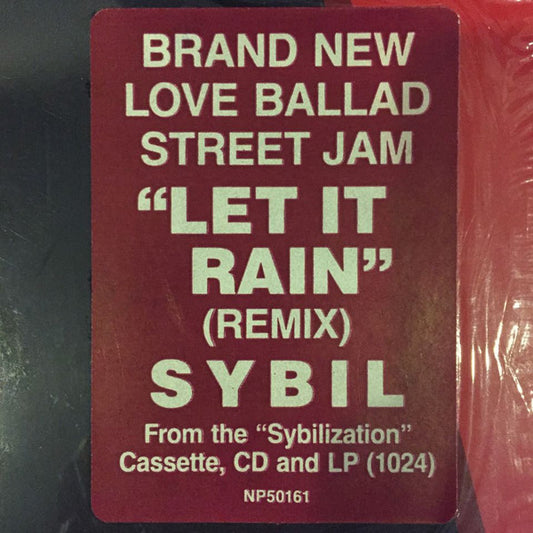 BRAND NEW
LOVE BALLAD
STREET JAM
“LET IT
RAIN”
(REMIX)
SYBIL
From the “Sybilization”
Cassette, CD and LP (1024)
NP50161